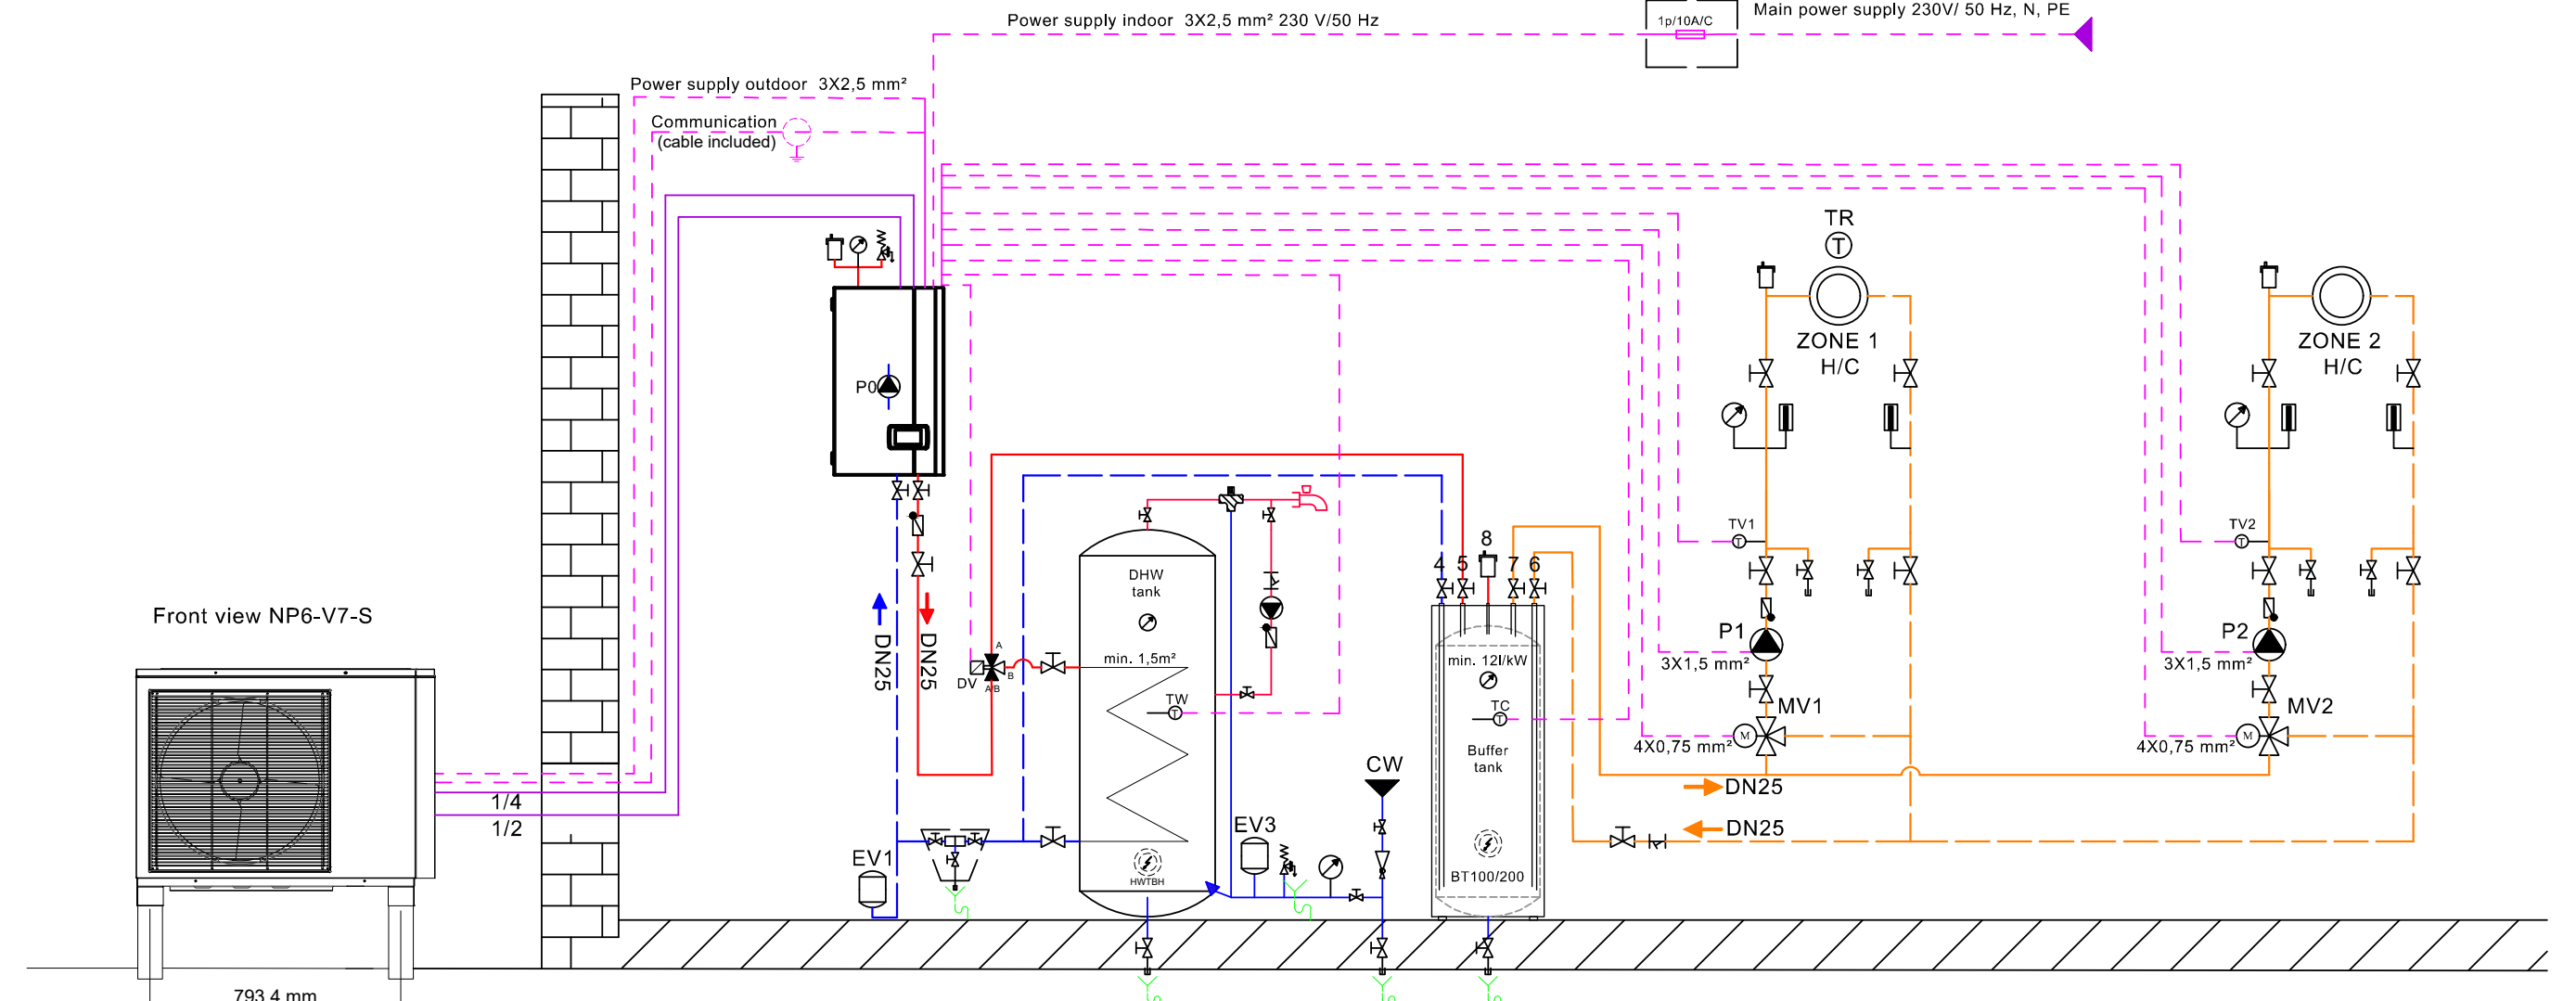 Power supply indoor 3X2,5 mm² 230 V/50 Hz
1p/10A/C
Main power supply 230V/ 50 Hz, N, PE
Power supply outdoor 3X2,5 mm²
Communication
(cable included)
TR
T
ZONE 1
H/C
ZONE 2
H/C
P0
TV1
T
TV2
T
8
4
5
7
6
DHW
tank
Front view NP6-V7-S
DN25
DN25
A
B
A/B
DV
min. 1,5m²
min. 12l/kW
P1
3X1,5 mm²
P2
3X1,5 mm²
TW
T
TC
T
MV1
M
4X0,75 mm²
MV2
M
4X0,75 mm²
Buffer
tank
CW
DN25
DN25
1/4
1/2
EV1
EV3
HWTBH
BT100/200
793,4 mm